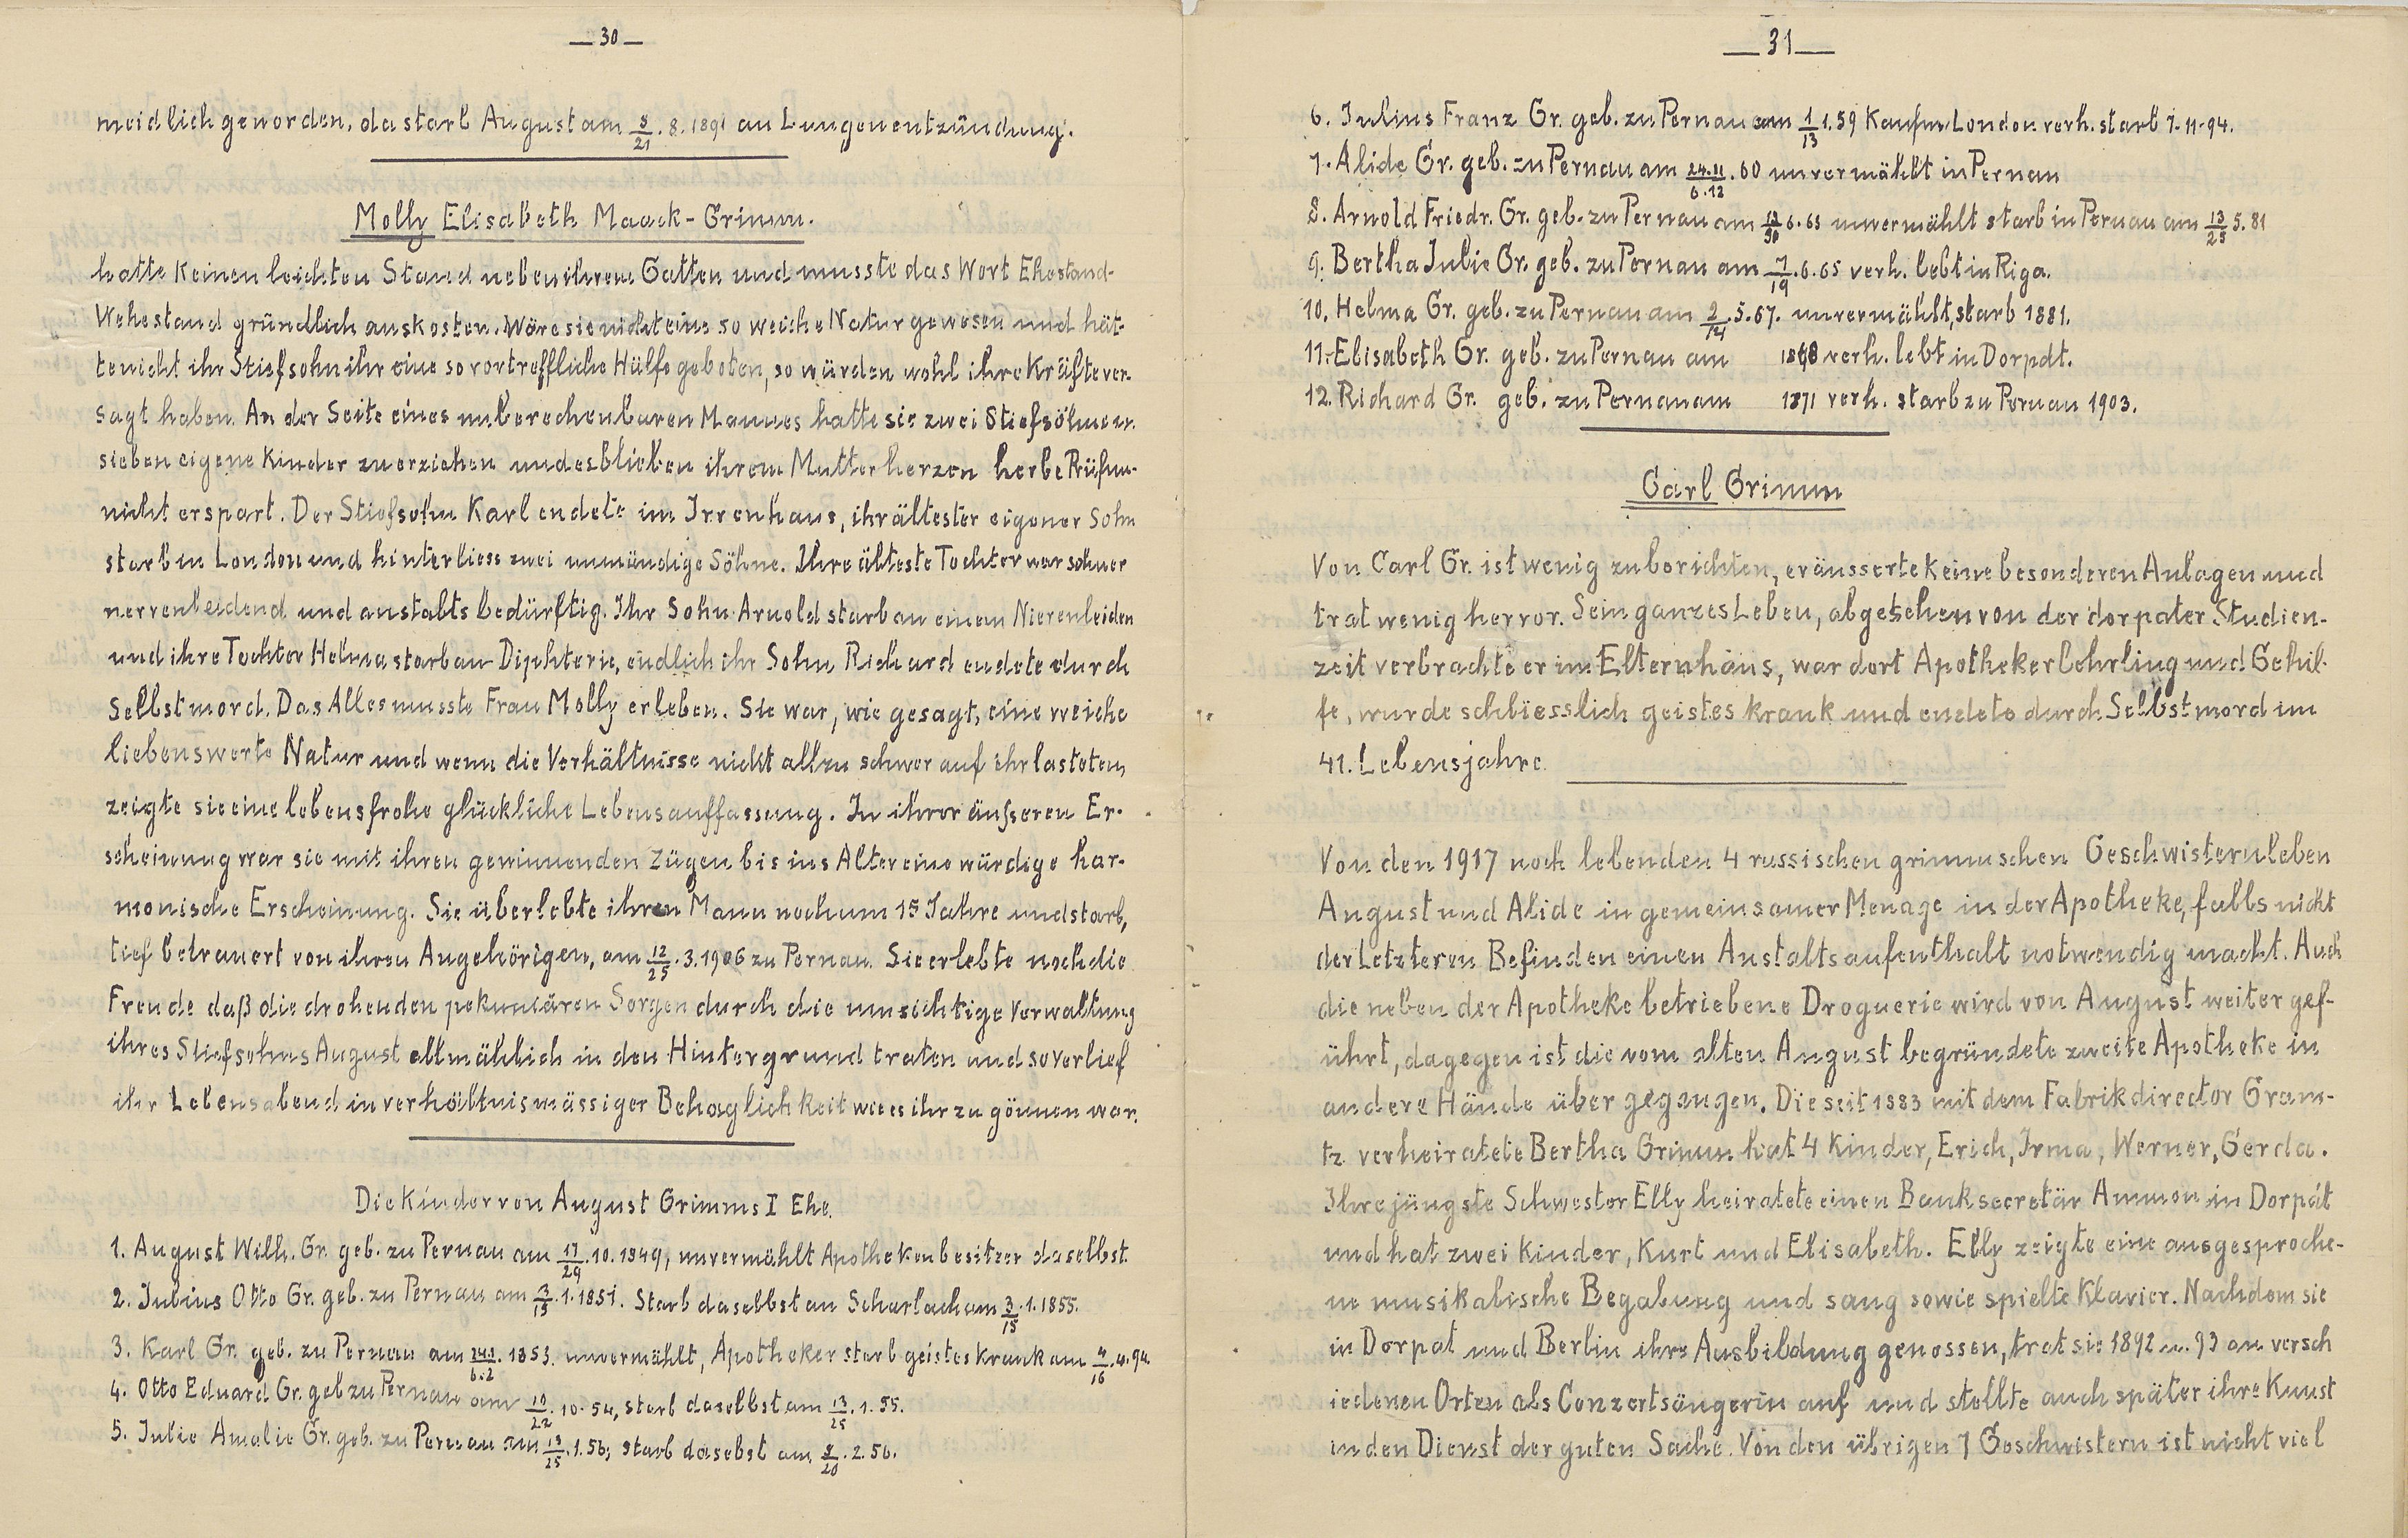 — 30 —
meidlich geworden, da starb August am 8/21. 8. 1891 an Lungenentzündung.
Molly Elisabeth Maack-Grimm.
hatte keinen leichten Stand neben ihrem Gatten und musste das Wort Ehestand-
Wehestand gründlich auskosten. Wäre sie nicht eine so weiche Natur gewesen und hät-
te nicht ihr Stiefsohn ihr eine so vortreffliche Hülfe geboten, so würden wohl ihre Kräfte ver-
sagt haben. An der Seite eines unberechenbaren Mannes hatte sie zwei Stiefsöhne u.
sieben eigene Kinder zu erziehen und es blieben ihrem Mutterherzen herbe Prüfun-
nicht erspart. Der Stiefsohn Karl endete im Irrenhaus, ihr ältester eigener Sohn
starb in London und hinterliess zwei unmündige Söhne. Ihre älteste Tochter war schwer
nervenleidend und anstaltsbedürftig. Ihr Sohn Arnold starb an einem Nierenleiden
und ihre Tochter Helma starb an Diphterie, endlich ihr Sohn Richard endete durch
Selbstmord. Das Alles musste Frau Molly erleben. Sie war, wie gesagt, eine weiche
liebenswerte Natur und wenn die Verhältnisse nicht allzu schwer auf ihr lasteten,
zeigte sie eine lebensfrohe glückliche Lebensauffassung. In ihrer äußeren Er-
scheinung war sie mit ihren gewinnenden Zügen bis ins Alter eine würdige har-
monische Erscheinung. Sie überlebte ihren Mann noch um 15 Jahre und starb,
tief betrauert von ihren Angehörigen, am 12/25. 3. 1906 zu Pernau. Sie erlebte noch die
Freude daß die drohenden pekuniären Sorgen durch die umsichtige Verwaltung
ihres Stiefsohns August allmählich in den Hintergrund traten und so verlief
ihr Lebensabend in verhältnismässiger Behaglichkeit wie es ihr zu gönnen war.
Die Kinder von August Grimms I Ehe.
1. August Wilh. Gr. geb. zu Pernau am 17/29. 10. 1849, unvermählt Apothekenbesitzer daselbst.
2. Julius Otto Gr. geb. zu Pernau am 3/15. 1. 1851. Starb daselbst an Scharlach am 3/15. 1. 1855.
3. Karl Gr. geb. zu Pernau am 24.1/6.2. 1853. unvermählt, Apotheker starb geisteskrank am 4/16. 4. 94.
4. Otto Eduard Gr. geb zu Pernau am 10/22. 10. 54, starb daselbst am 13/25. 1. 55.
5. Julie Amalie Gr. geb. zu Pernau am 13/25. 1. 56, starb dasebst am 8/20. 2. 56.
— 31 —
6. Julius Franz Gr. geb. zu Pernau am 1/13 1. 59 Kaufm London verh. starb 7. 11. 94.
7. Alide Gr. geb. zu Pernau am 24.11/6.12. 60 unvermählt in Pernau
8. Arnold Friedr. Gr. geb. zu Pernau am 18/30 6. 63 unvermählt starb in Pernau am 13/25 5. 81
9. Bertha Julie Gr. geb. zu Pernau am 7/19. 6. 65 verh. lebt in Riga.
10. Helma Gr. geb. zu Pernau am 2/14. 5. 67. unvermählt, starb 1881.
11. Elisabeth Gr. geb. zu Pernau am 1868 verh. lebt in Dorpdt.
12. Richard Gr. geb. zu Pernau am 1871 verh. starb zu Pernau 1903.
Carl Grimm
Von Carl Gr. ist wenig zu berichten, er äusserte keine besonderen Anlagen und
trat wenig hervor. Sein ganzes Leben, abgesehen von der dorpater Studien-
zeit verbrachte er im Elternhaus, war dort Apothekerlehrling und Gehil-
fe, wurde schliesslich geisteskrank und endete durch Selbstmord im
41. Lebensjahre.
Von den 1917 noch lebenden 4 russischen grimmschen Geschwistern leben
August und Alide in gemeinsamer Menage in der Apotheke, falls nicht
der Letzteren Befinden einen Anstaltsaufenthalt notwendig macht. Auch
die neben der Apotheke betriebene Droguerie wird von August weiter gef-
ührt, dagegen ist die vom alten August begründete zweite Apotheke in
andere Hände über gegangen. Die seit 1883 mit dem Fabrikdirector Gram-
tz verheiratete Bertha Grimm hat 4 Kinder, Erich, Irma, Werner, Gerda.
Ihre jüngste Schwester Elly heiratete einen Banksecretär Ammon in Dorpat
und hat zwei Kinder, Kurt und Elisabeth. Elly zeigte eine ausgesproche-
ne musikalische Begabung und sang sowie spielte Klavier. Nachdem sie
in Dorpat und Berlin ihre Ausbildung genossen, trat sie 1892 u. 93 an versch
iedenen Orten als Conzertsängerin auf und stellte auch später ihre Kunst
in den Dienst der guten Sache. Von den übrigen 7 Geschwistern ist nicht viel